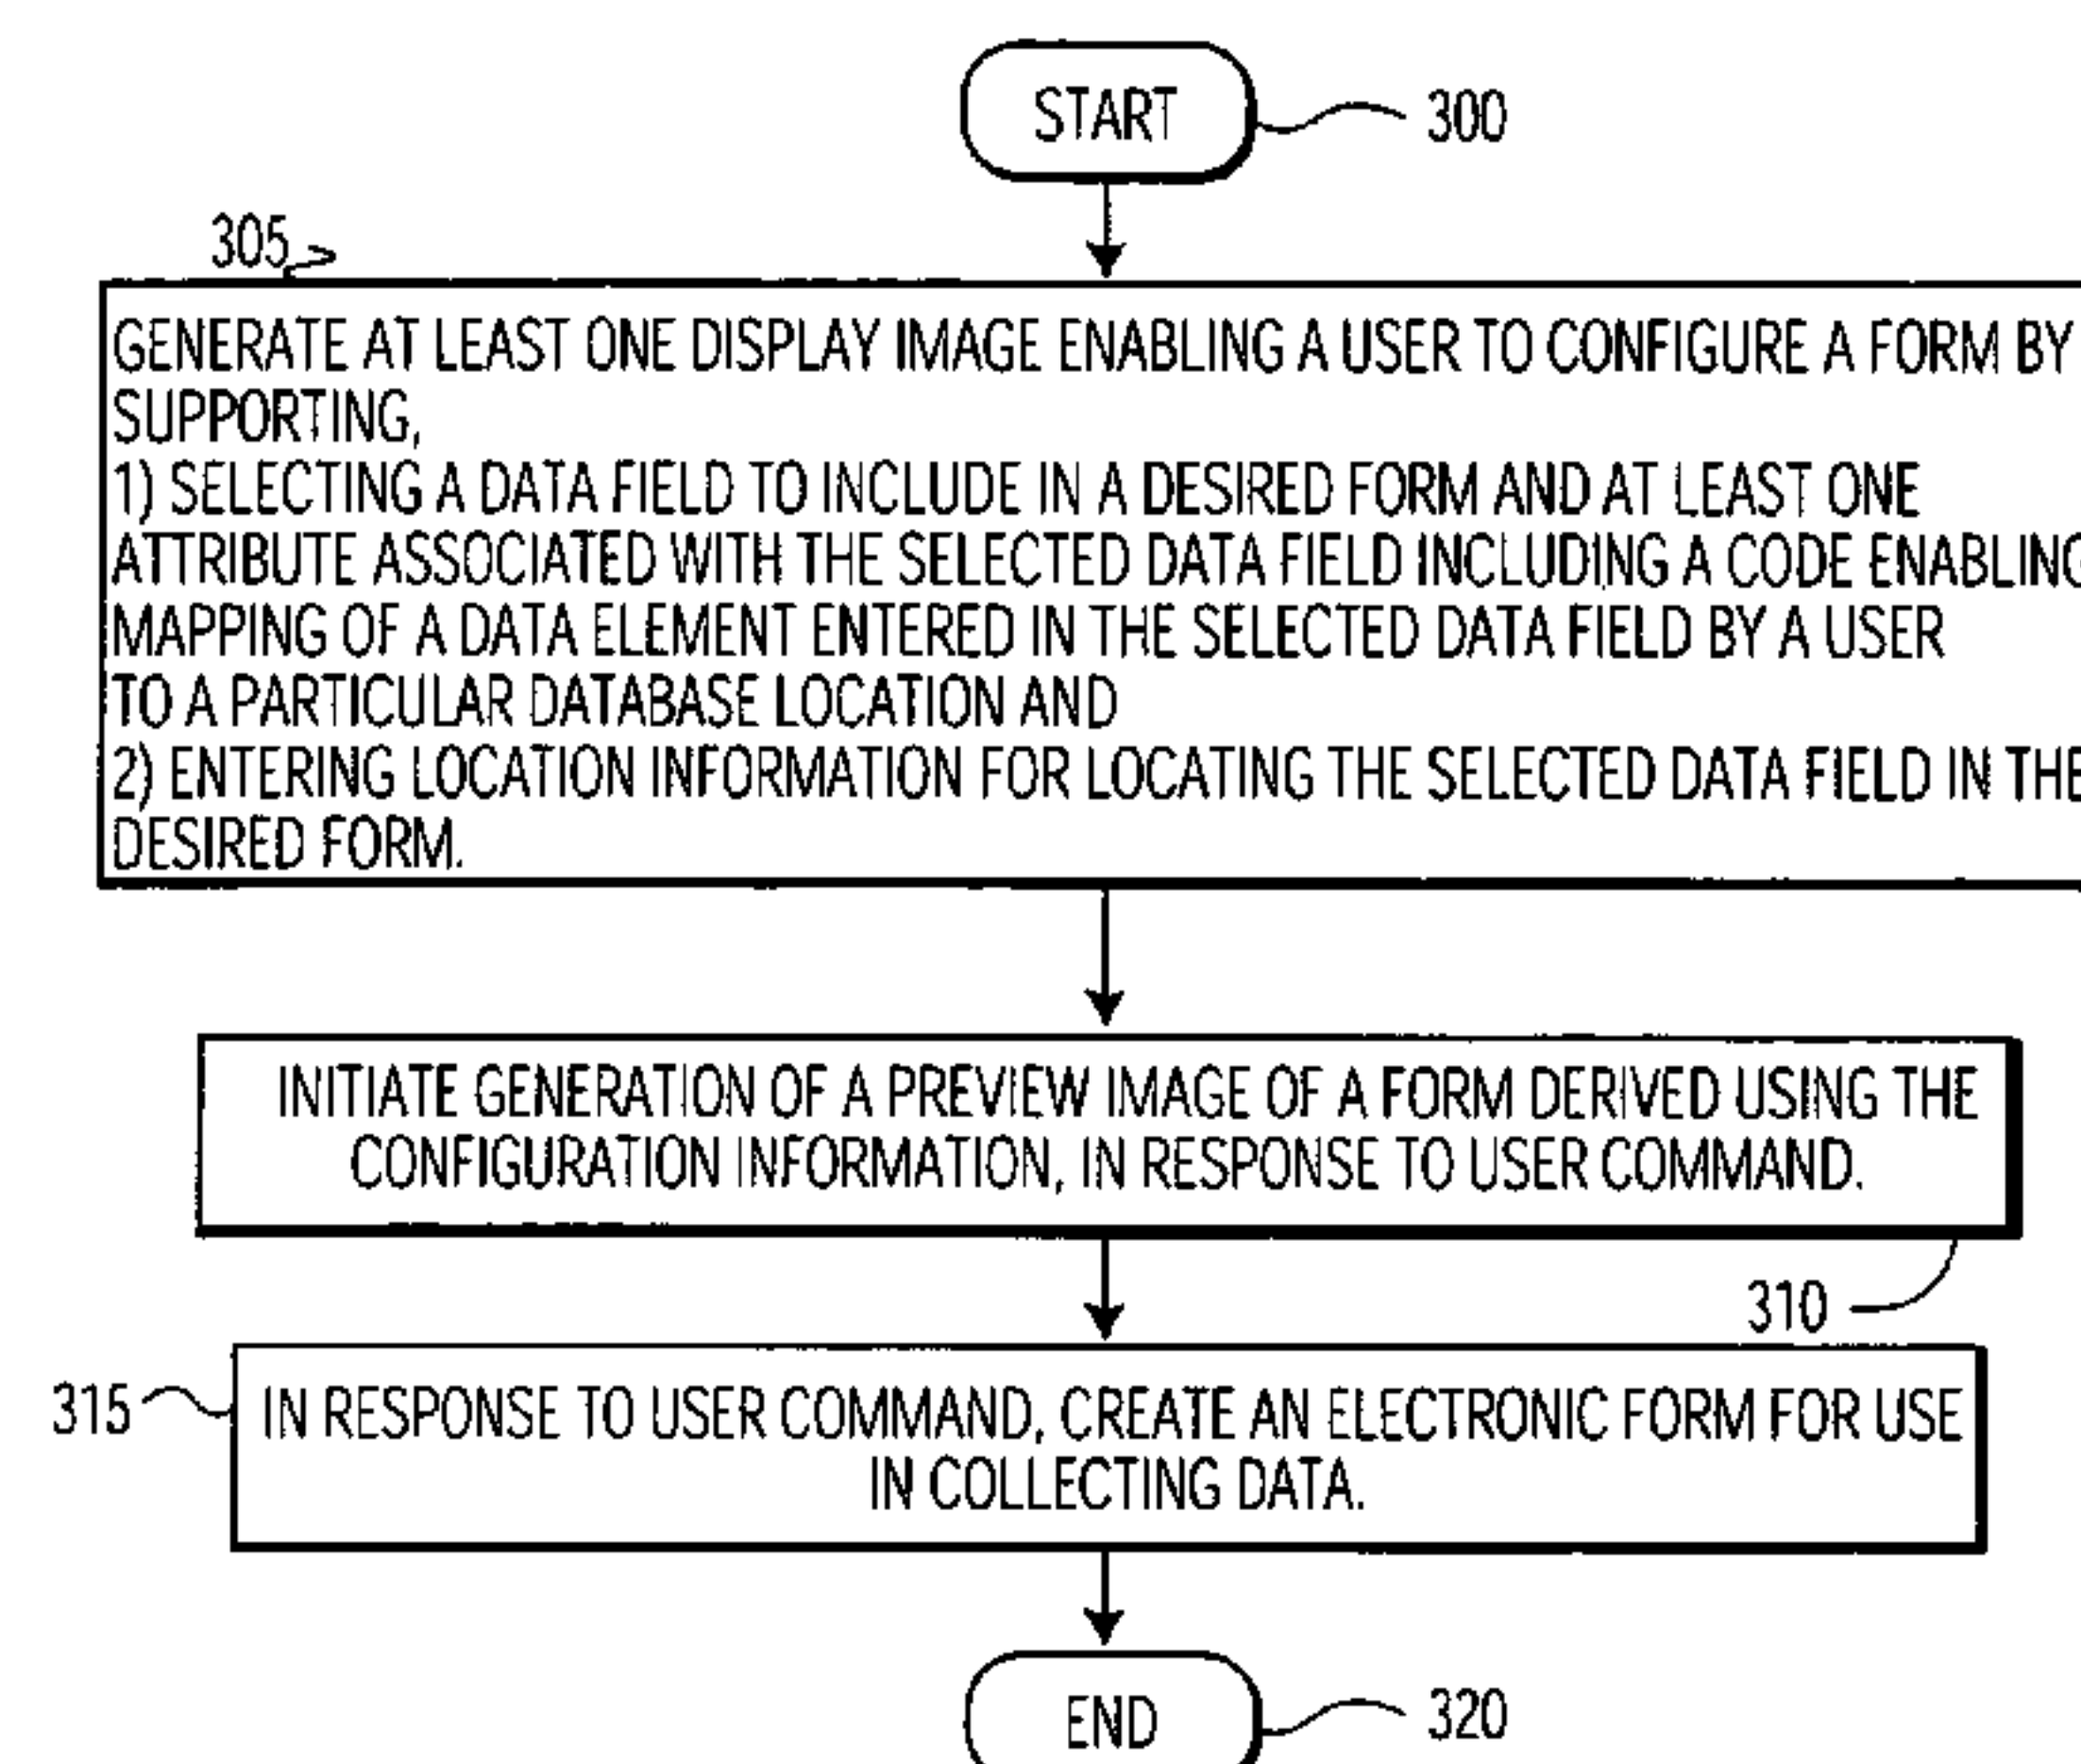 START
300
305
GENERATE AT LEAST ONE DISPLAY IMAGE ENABLING A USER TO CONFIGURE A FORM BY
SUPPORTING,
1) SELECTING A DATA FIELD TO INCLUDE IN A DESIRED FORM AND AT LEAST ONE
ATTRIBUTE ASSOCIATED WITH THE SELECTED DATA FIELD INCLUDING A CODE ENABLING
MAPPING OF A DATA ELEMENT ENTERED IN THE SELECTED DATA FIELD BY A USER
TO A PARTICULAR DATABASE LOCATION AND
2) ENTERING LOCATION INFORMATION FOR LOCATING THE SELECTED DATA FIELD IN THE
DESIRED FORM.
INITIATE GENERATION OF A PREVIEW IMAGE OF A FORM DERIVED USING THE
CONFIGURATION INFORMATION, IN RESPONSE TO USER COMMAND.
310
315
IN RESPONSE TO USER COMMAND, CREATE AN ELECTRONIC FORM FOR USE
IN COLLECTING DATA.
END
320